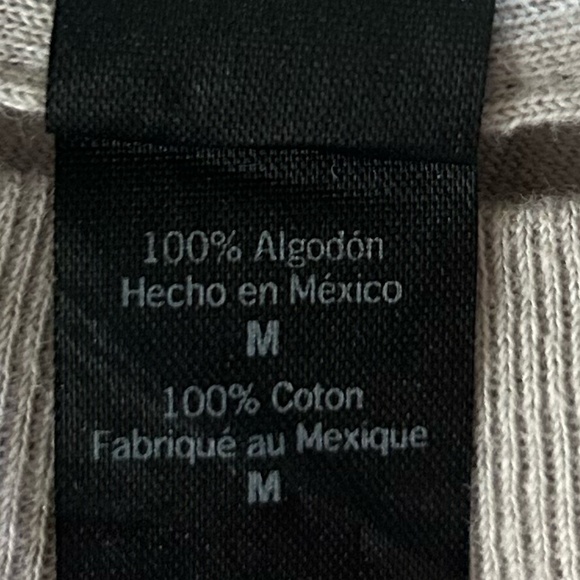 100% Algodón
Hecho en México
M
100% Coton
Fabriqué au Mexique
M